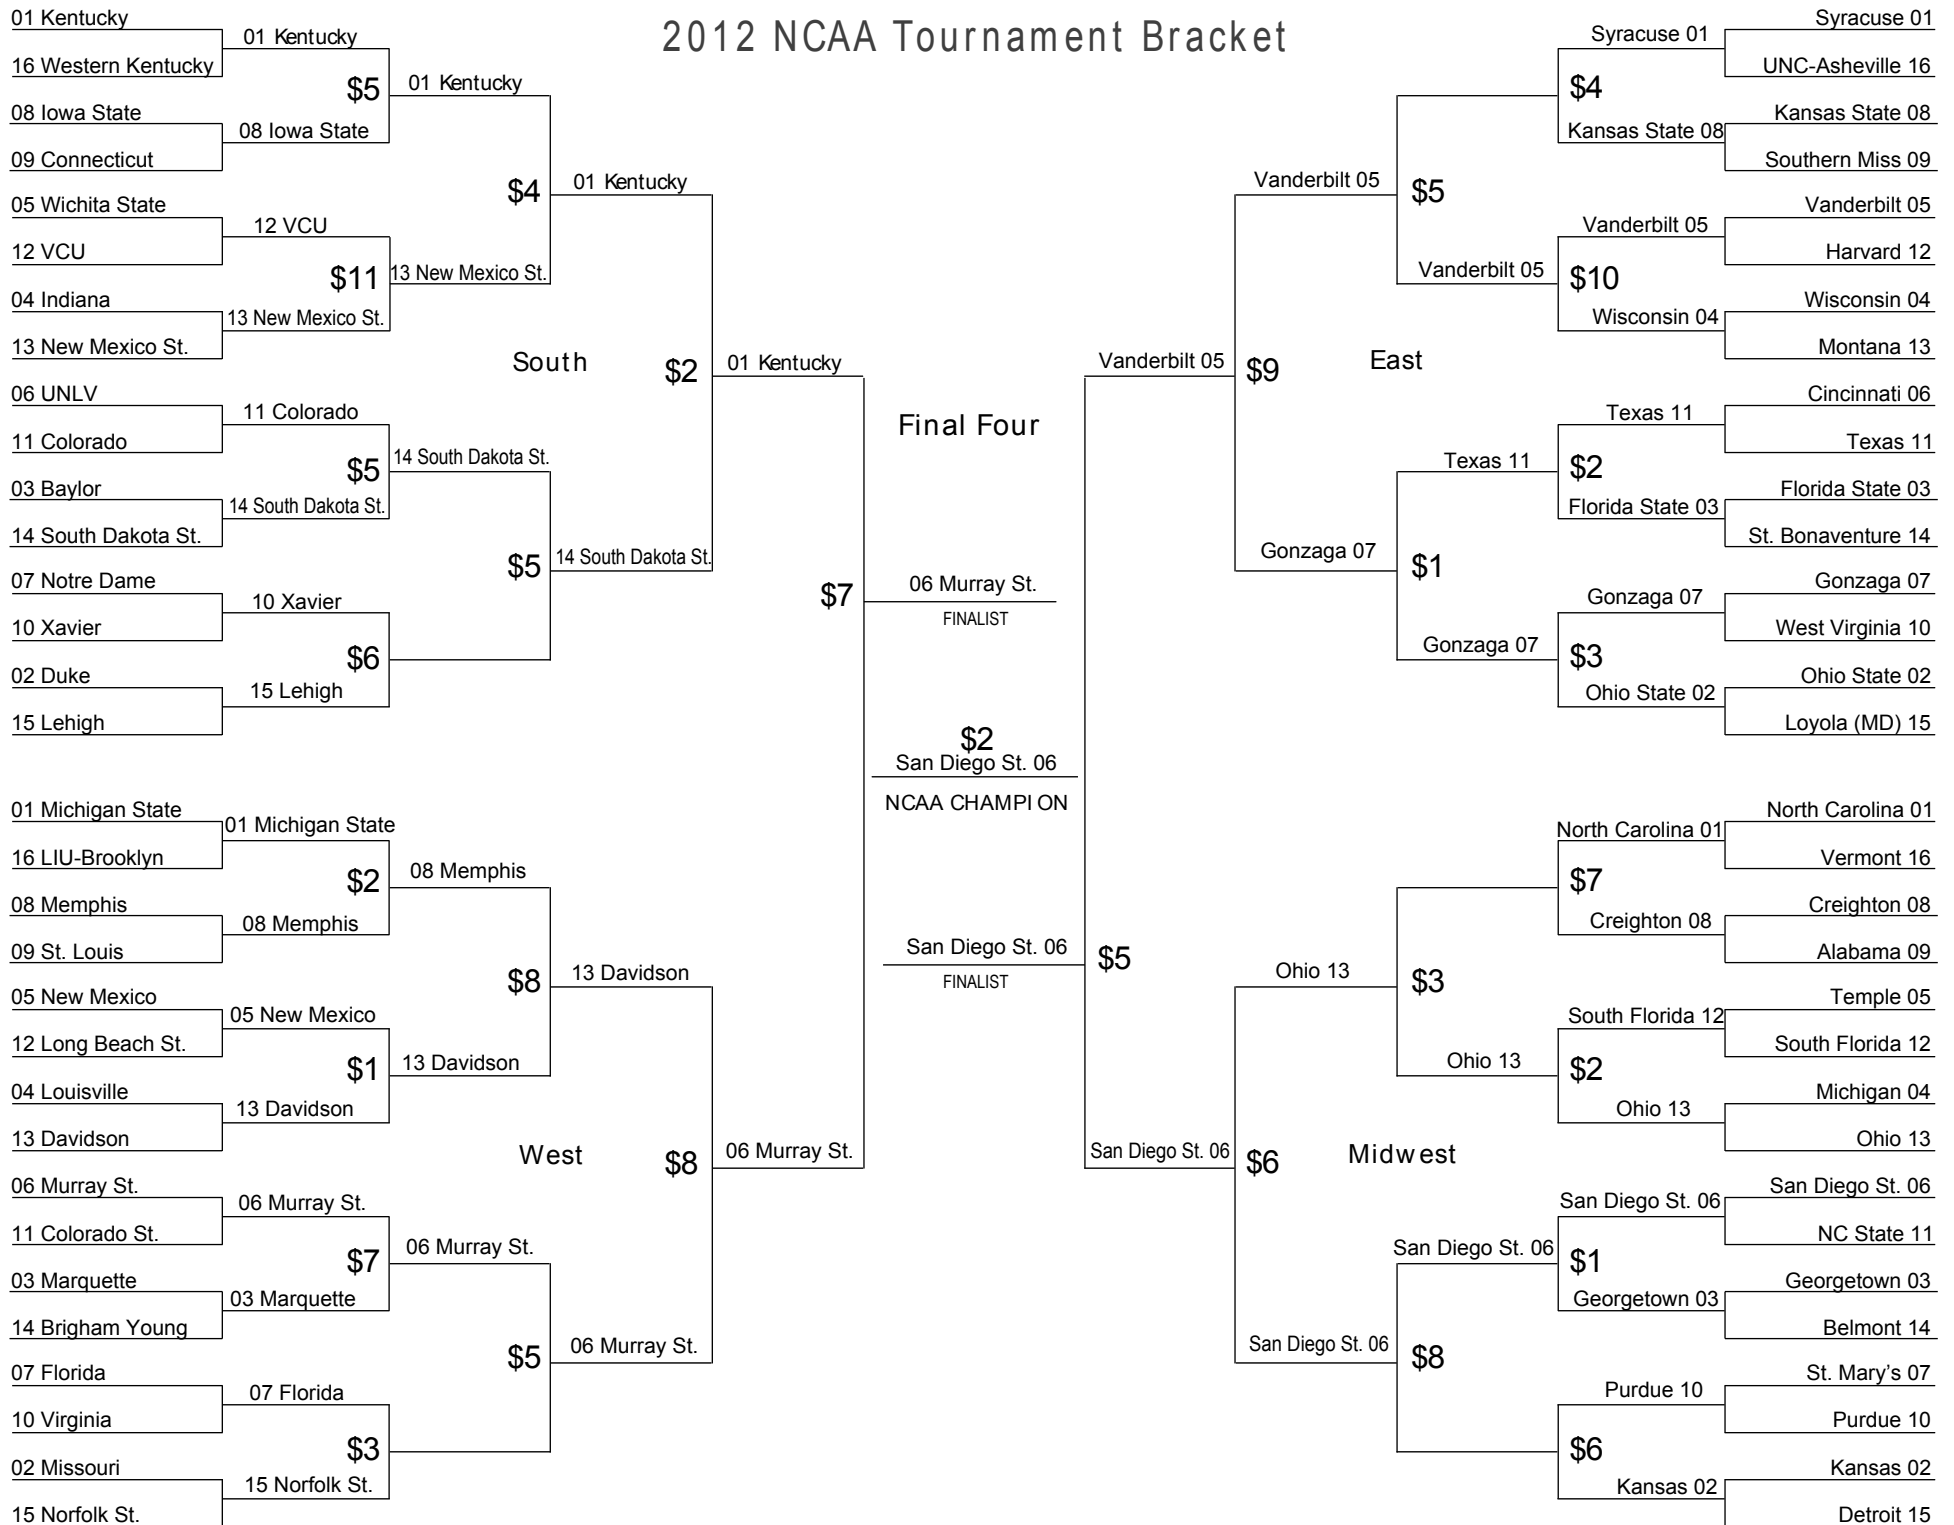 2012 NCAA Tournament Bracket
01 Kentucky
16 Western Kentucky
08 Iowa State
09 Connecticut
05 Wichita State
12 VCU
04 Indiana
13 New Mexico St.
06 UNLV
11 Colorado
03 Baylor
14 South Dakota St.
07 Notre Dame
10 Xavier
02 Duke
15 Lehigh
01 Kentucky
$5
08 Iowa State
12 VCU
$11
13 New Mexico St.
11 Colorado
$5
14 South Dakota St.
10 Xavier
$6
15 Lehigh
01 Kentucky
$4
13 New Mexico St.
14 South Dakota St.
$5
01 Kentucky
South
$2
14 South Dakota St.
01 Kentucky
01 Michigan State
16 LIU-Brooklyn
08 Memphis
09 St. Louis
05 New Mexico
12 Long Beach St.
04 Louisville
13 Davidson
06 Murray St.
11 Colorado St.
03 Marquette
14 Brigham Young
07 Florida
10 Virginia
02 Missouri
15 Norfolk St.
01 Michigan State
$2
08 Memphis
05 New Mexico
$1
13 Davidson
06 Murray St.
$7
03 Marquette
07 Florida
$3
15 Norfolk St.
08 Memphis
$8
13 Davidson
06 Murray St.
$5
13 Davidson
West
$8
06 Murray St.
06 Murray St.
Final Four
$7
06 Murray St.
FINALIST
$2
San Diego St. 06
NCAA CHAMPION
San Diego St. 06
FINALIST
$5
Vanderbilt 05
Vanderbilt 05
$9
East
Gonzaga 07
$5
Vanderbilt 05
Texas 11
$1
Gonzaga 07
Syracuse 01
$4
Kansas State 08
Vanderbilt 05
$10
Wisconsin 04
Texas 11
$2
Florida State 03
Gonzaga 07
$3
Ohio State 02
Syracuse 01
UNC-Asheville 16
Kansas State 08
Southern Miss 09
Vanderbilt 05
Harvard 12
Wisconsin 04
Montana 13
Cincinnati 06
Texas 11
Florida State 03
St. Bonaventure 14
Gonzaga 07
West Virginia 10
Ohio State 02
Loyola (MD) 15
San Diego St. 06
Ohio 13
$6
Midwest
San Diego St. 06
$3
Ohio 13
San Diego St. 06
$8
North Carolina 01
$7
Creighton 08
South Florida 12
$2
Ohio 13
San Diego St. 06
$1
Georgetown 03
Purdue 10
$6
Kansas 02
North Carolina 01
Vermont 16
Creighton 08
Alabama 09
Temple 05
South Florida 12
Michigan 04
Ohio 13
San Diego St. 06
NC State 11
Georgetown 03
Belmont 14
St. Mary’s 07
Purdue 10
Kansas 02
Detroit 15